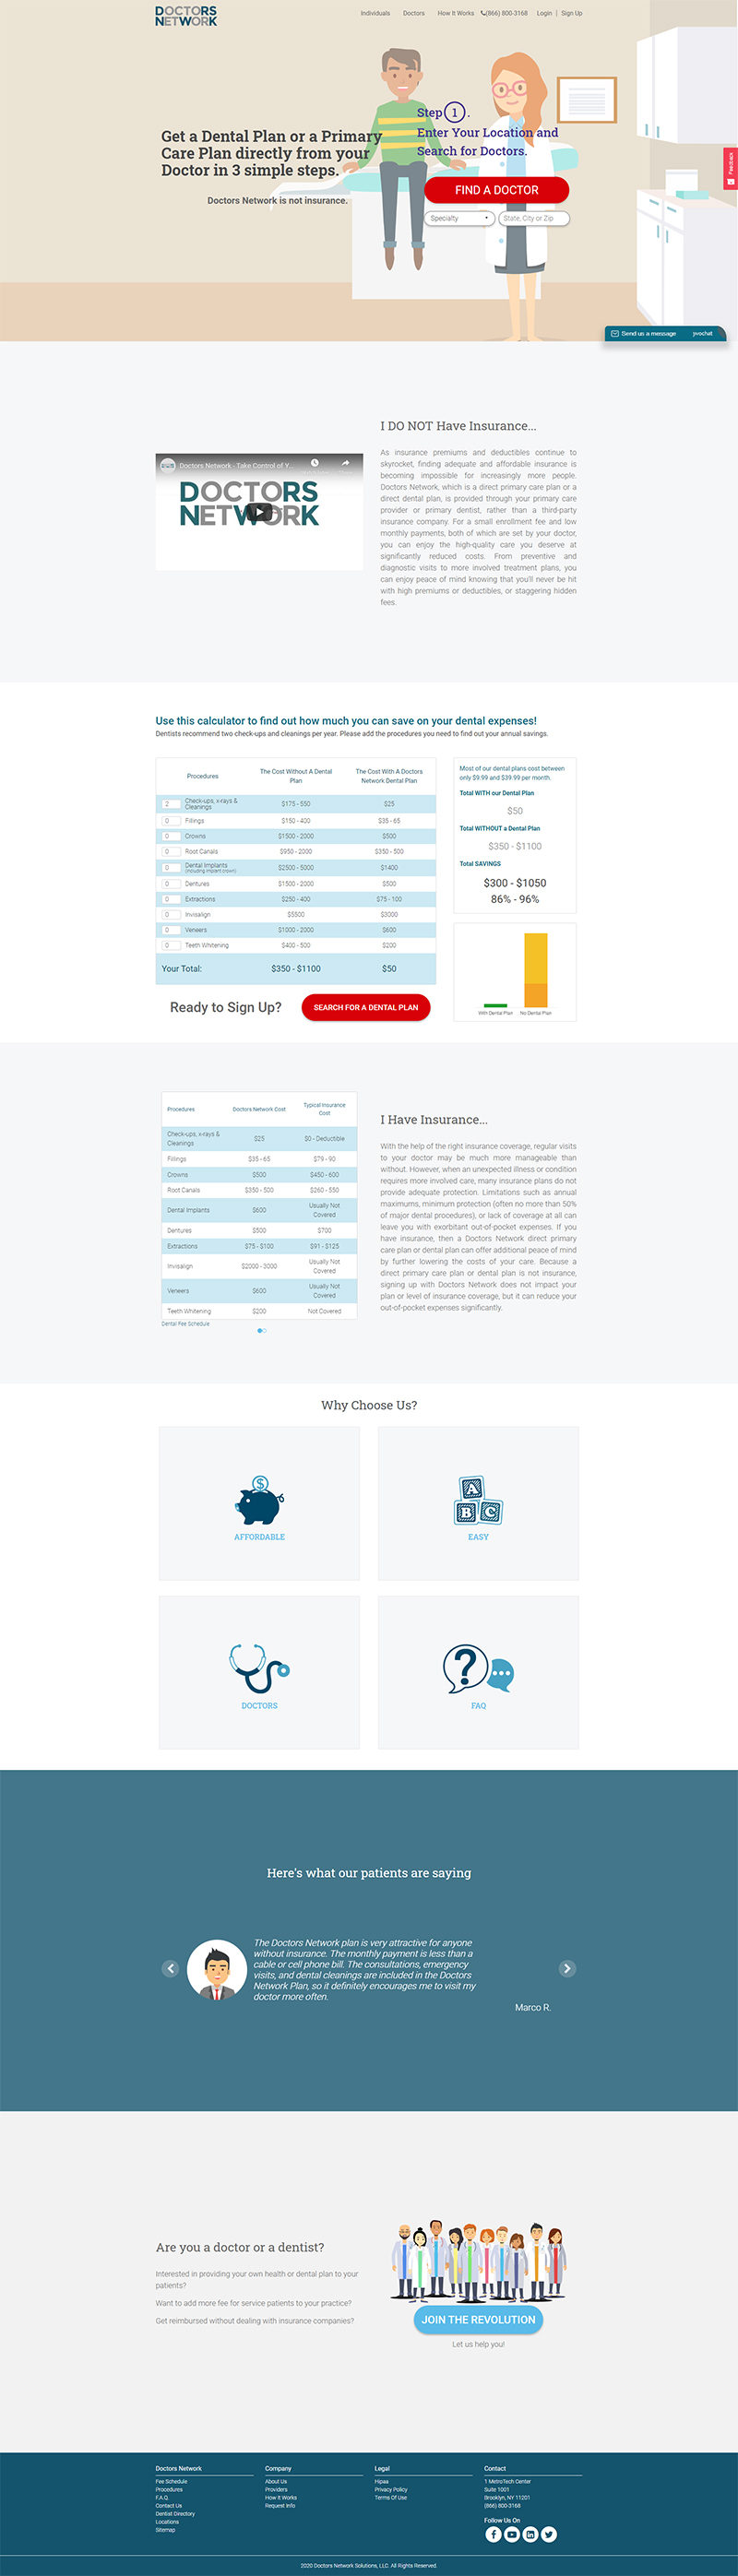 DOCTORS
NETWORK
Individuals Doctors How It Works (866) 800-3168 Login | Sign Up
Get a Dental Plan or a Primary
Care Plan directly from your
Doctor in 3 simple steps.
Doctors Network is not insurance.
Step 1 .
Enter Your Location and
Search for Doctors.
FIND A DOCTOR
Specialty State, City or Zip
Feedback
Send us a message
I DO NOT Have Insurance...
Doctors Network - Take Control of Y...
DOCTORS
NETWORK
As insurance premiums and deductibles continue to
skyrocket, finding adequate and affordable insurance is
becoming impossible for increasingly more people.
Doctors Network, which is a direct primary care plan or a
direct dental plan, is provided through your primary care
provider or primary dentist, rather than a third-party
insurance company. For a small enrollment fee and low
monthly payments, both of which are set by your doctor,
you can enjoy the high-quality care you deserve at
significantly reduced costs. From preventive and
diagnostic visits to more involved treatment plans, you
can enjoy peace of mind knowing that you'll never be hit
with high premiums or deductibles, or staggering hidden
fees.
Use this calculator to find out how much you can save on your dental expenses!
Dentists recommend two check-ups and cleanings per year. Please add the procedures you need to find out your annual savings.
Procedures The Cost Without A Dental Plan The Cost With A Doctors Network Dental Plan
2 Check-ups, x-rays & Cleanings $175 - 550 $25
0 Fillings $150 - 400 $35 - 65
0 Crowns $1500 - 2000 $500
0 Root Canals $950 - 2000 $350 - 500
0 Dental Implants (including implant crown) $2500 - 5000 $1400
0 Dentures $1500 - 2000 $500
0 Extractions $250 - 400 $75 - 100
0 Invisalign $5500 $3000
0 Veneers $1000 - 2000 $600
0 Teeth Whitening $400 - 500 $200
Your Total: $350 - $1100 $50
Most of our dental plans cost between
only $9.99 and $39.99 per month.
Total WITH our Dental Plan
$50
Total WITHOUT a Dental Plan
$350 - $1100
Total SAVINGS
$300 - $1050
86% - 96%
With Dental Plan No Dental Plan
Ready to Sign Up? SEARCH FOR A DENTAL PLAN
Procedures Doctors Network Cost Typical Insurance Cost
Check-ups, x-rays & Cleanings $25 $0 - Deductible
Fillings $35 - 65 $79 - 90
Crowns $500 $450 - 600
Root Canals $350 - 500 $260 - 550
Dental Implants $600 Usually Not Covered
Dentures $500 $700
Extractions $75 - $100 $91 - $125
Invisalign $2000 - 3000 Usually Not Covered
Veneers $600 Usually Not Covered
Teeth Whitening $200 Not Covered
Dental Fee Schedule
I Have Insurance...
With the help of the right insurance coverage, regular visits
to your doctor may be much more manageable than
without. However, when an unexpected illness or condition
requires more involved care, many insurance plans do not
provide adequate protection. Limitations such as annual
maximums, minimum protection (often no more than 50%
of major dental procedures), or lack of coverage at all can
leave you with exorbitant out-of-pocket expenses. If you
have insurance, then a Doctors Network direct primary
care plan or dental plan can offer additional peace of mind
by further lowering the costs of your care. Because a
direct primary care plan or dental plan is not insurance,
signing up with Doctors Network does not impact your
plan or level of insurance coverage, but it can reduce your
out-of-pocket expenses significantly.
Why Choose Us?
$
AFFORDABLE
A
B C
EASY
DOCTORS
?
FAQ
Here's what our patients are saying
The Doctors Network plan is very attractive for anyone
without insurance. The monthly payment is less than a
cable or cell phone bill. The consultations, emergency
visits, and dental cleanings are included in the Doctors
Network Plan, so it definitely encourages me to visit my
doctor more often.
Marco R.
Are you a doctor or a dentist?
Interested in providing your own health or dental plan to your
patients?
Want to add more fee for service patients to your practice?
Get reimbursed without dealing with insurance companies?
JOIN THE REVOLUTION
Let us help you!
Doctors Network
Fee Schedule
Procedures
F.A.Q.
Contact Us
Dentist Directory
Locations
Sitemap
Company
About Us
Providers
How It Works
Request Info
Legal
Hipaa
Privacy Policy
Terms Of Use
Contact
1 MetroTech Center
Suite 1001
Brooklyn, NY 11201
(866) 800-3168
Follow Us On
2020 Doctors Network Solutions, LLC. All Rights Reserved.